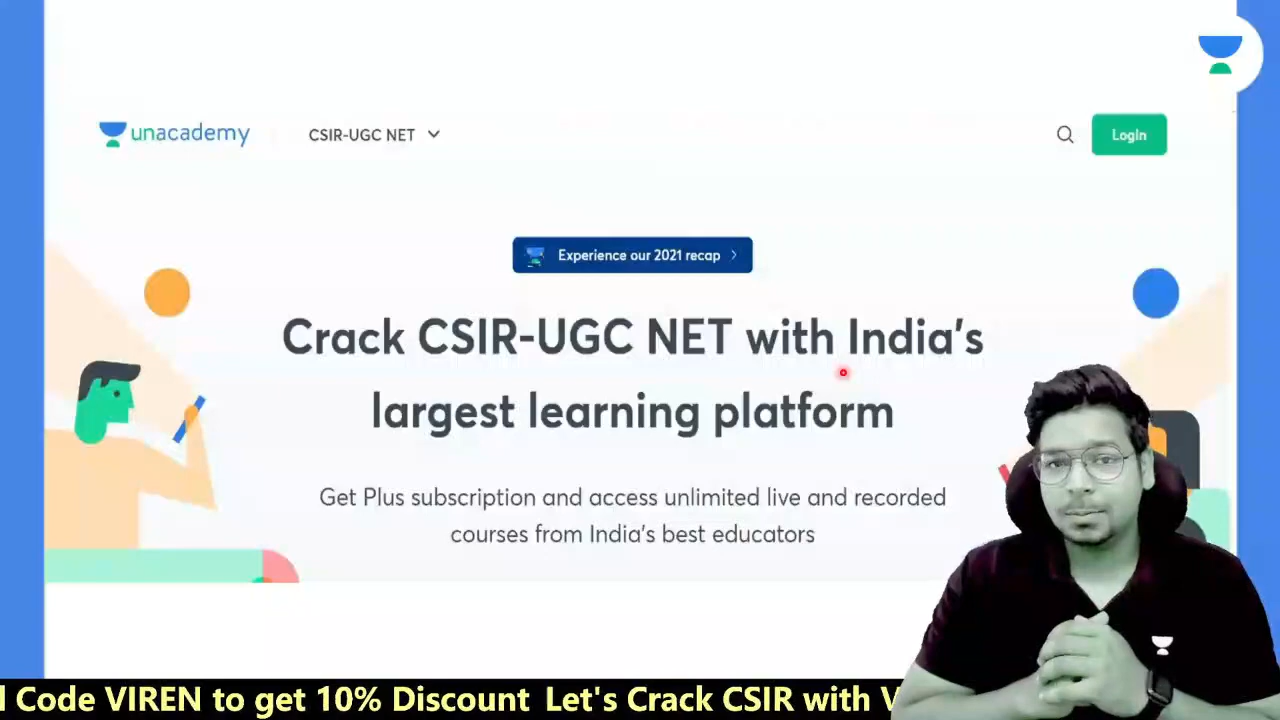 unacademy
CSIR-UGC NET
LogIn
Experience our 2021 recap
Crack CSIR-UGC NET with India's
largest learning platform
Get Plus subscription and access unlimited live and recorded
courses from India's best educators
Code VIREN to get 10% Discount Let's Crack CSIR with